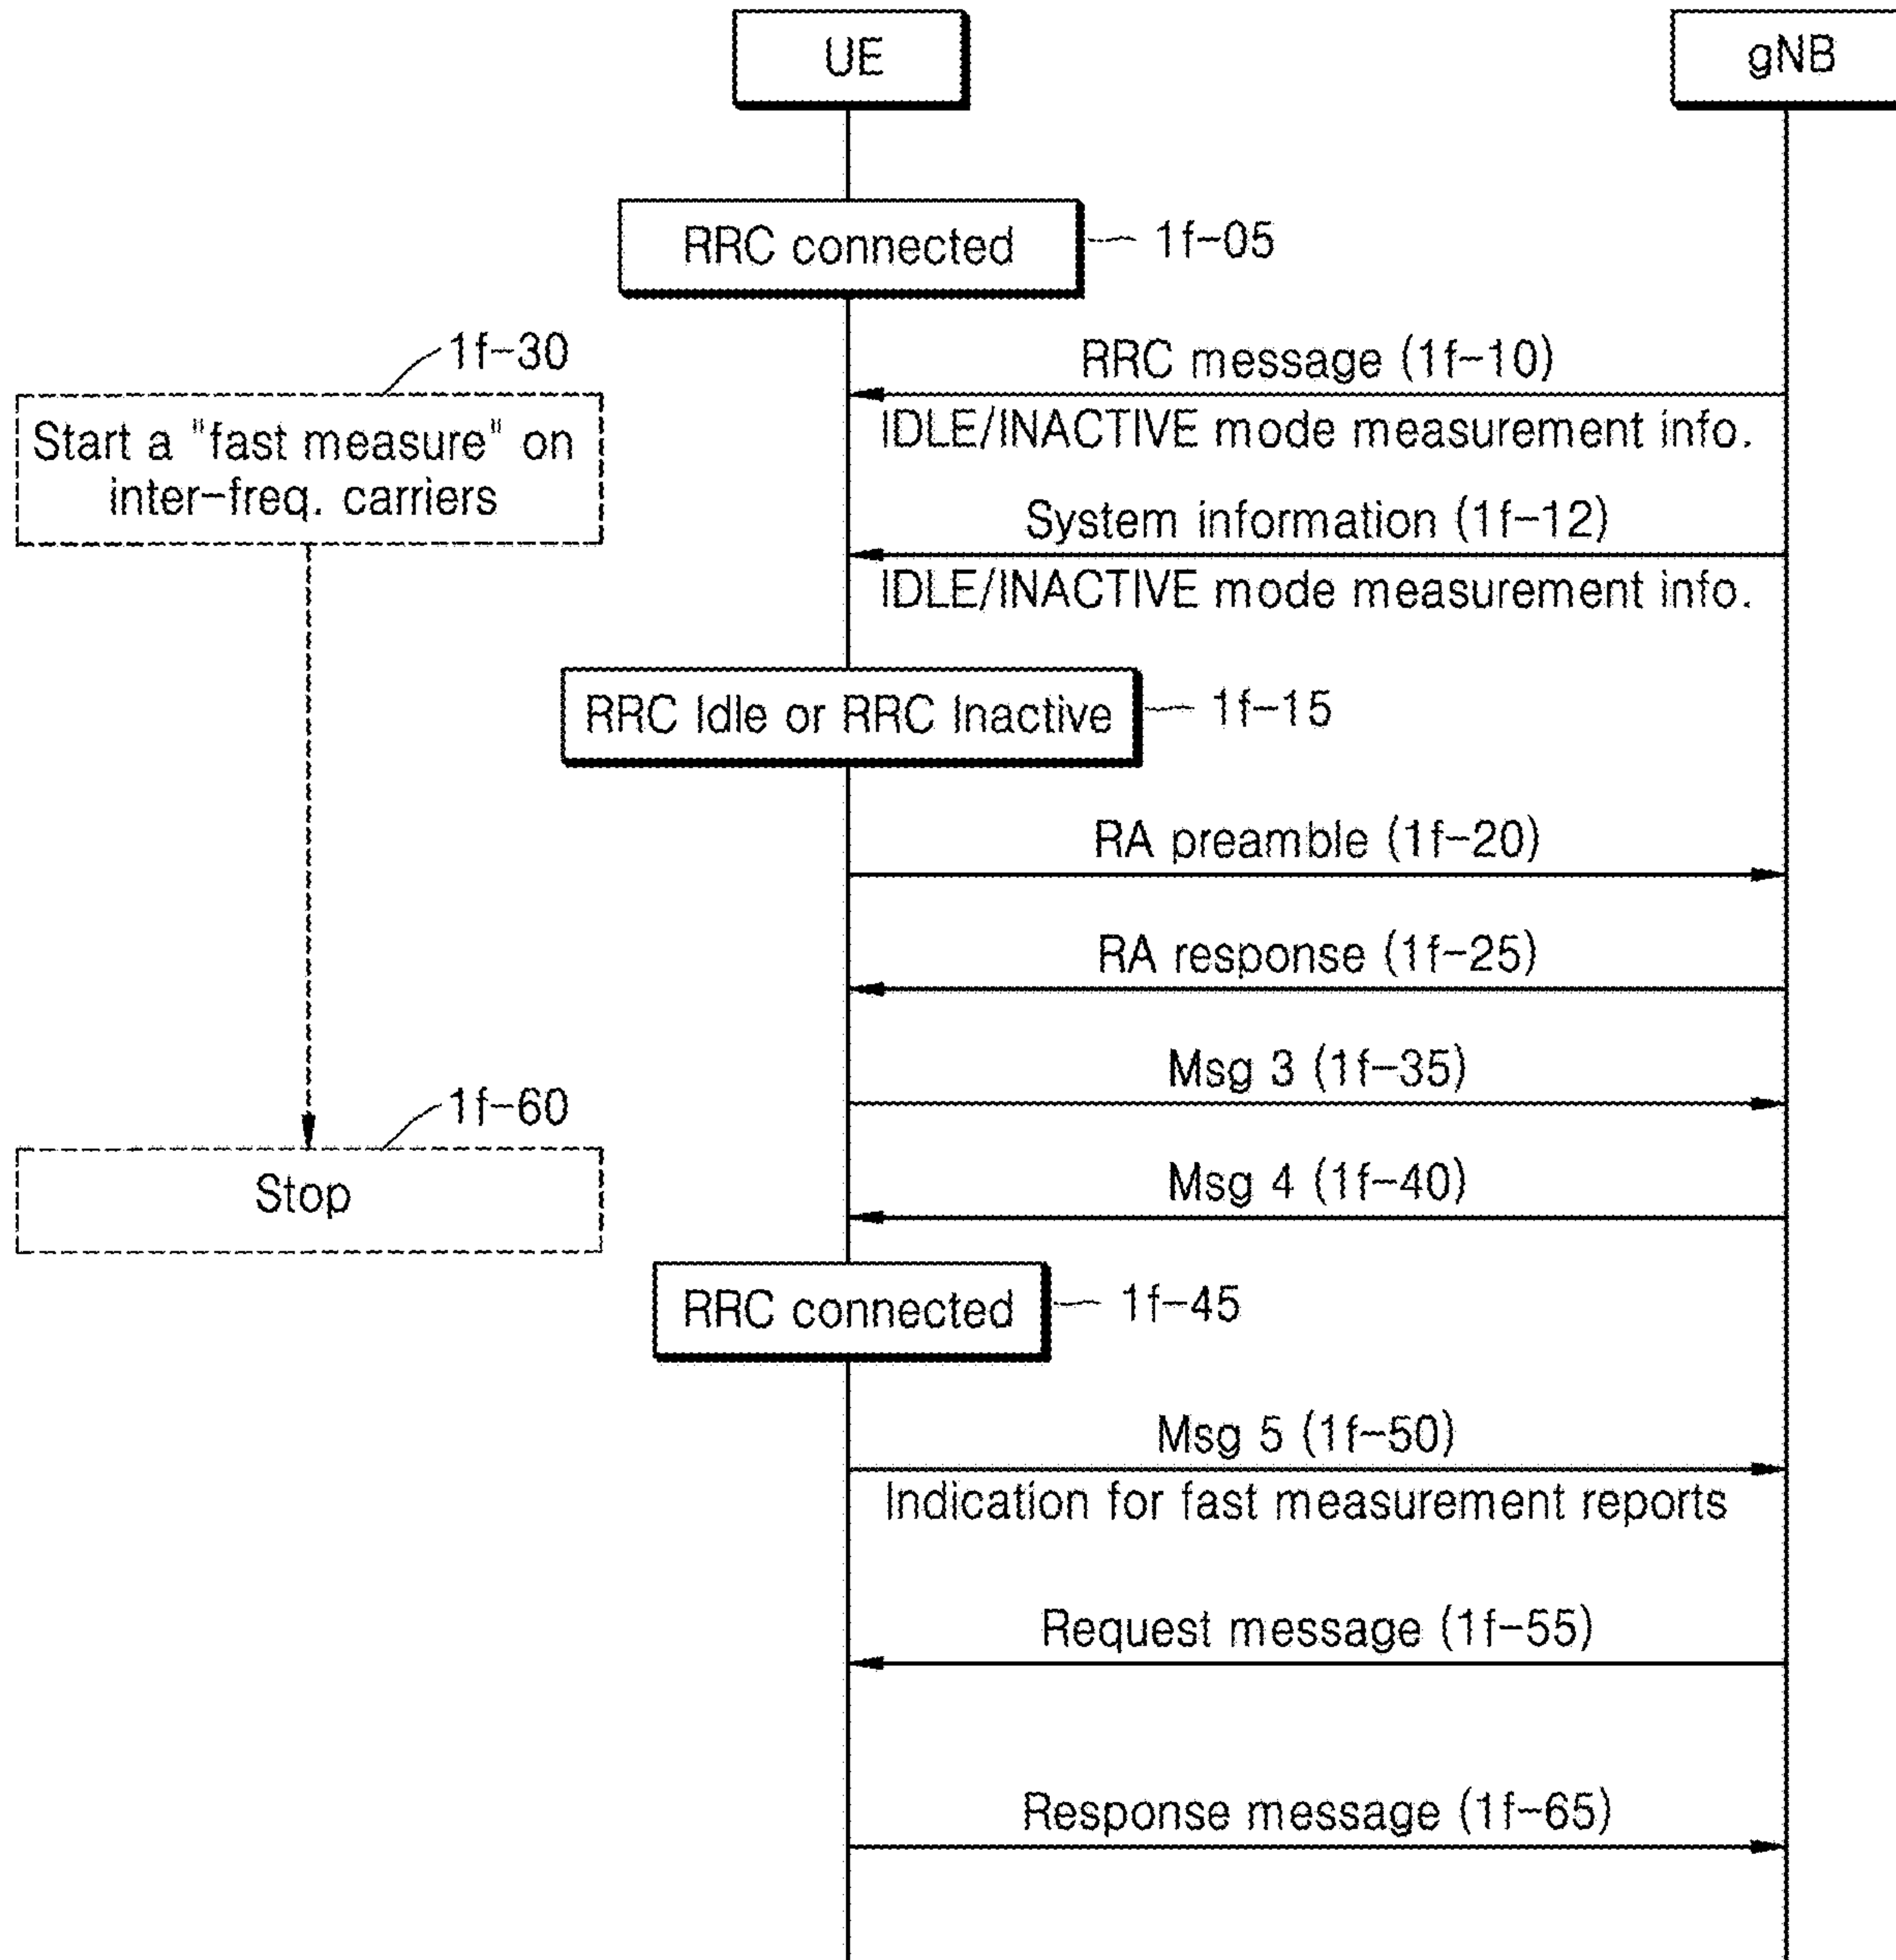 UE
gNB
RRC connected
1f-05
1f-30
RRC message (1f-10)
Start a "fast measure" on
inter-freq. carriers
IDLE/INACTIVE mode measurement info.
System information (1f-12)
IDLE/INACTIVE mode measurement info.
RRC Idle or RRC Inactive
1f-15
RA preamble (1f-20)
RA response (1f-25)
Msg 3 (1f-35)
1f-60
Stop
Msg 4 (1f-40)
RRC connected
1f-45
Msg 5 (1f-50)
Indication for fast measurement reports
Request message (1f-55)
Response message (1f-65)